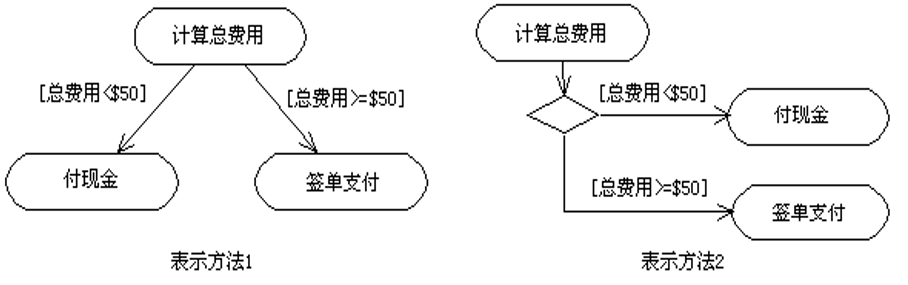 计算总费用
[总费用<$50]
[总费用>=$50]
付现金
签单支付
表示方法1
计算总费用
[总费用<$50]
付现金
[总费用>=$50]
签单支付
表示方法2